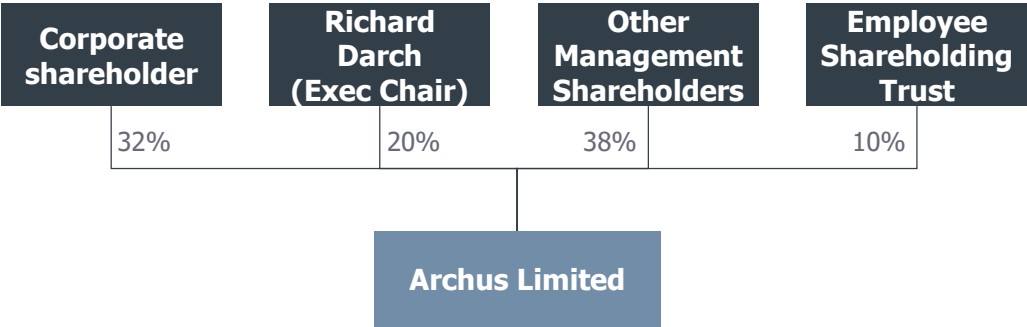 Corporate
shareholder
Richard
Darch
(Exec Chair)
Other
Management
Shareholders
Employee
Shareholding
Trust
32%
20%
38%
10%
Archus Limited